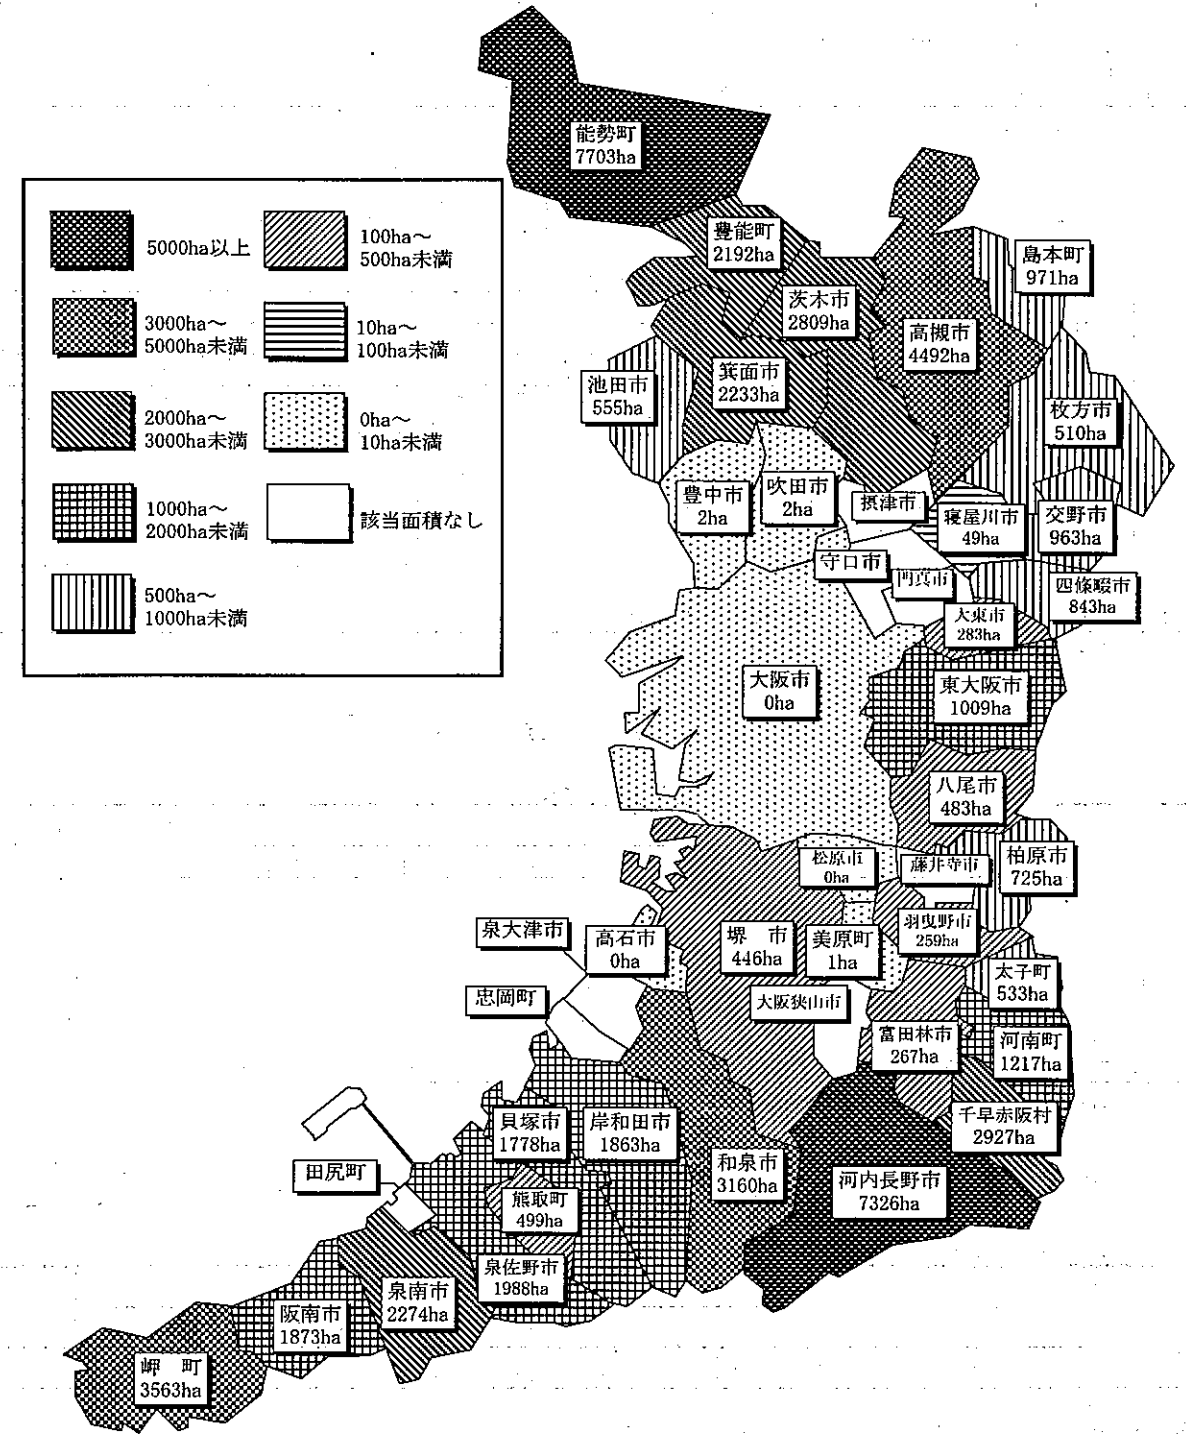 能勢町
7703ha
5000ha以上
100ha〜
500ha未満
3000ha〜
5000ha未満
10ha〜
100ha未満
2000ha〜
3000ha未満
0ha〜
10ha未満
1000ha〜
2000ha未満
該当面積なし
500ha〜
1000ha未満
豊能町
2192ha
島本町
971ha
茨木市
2809ha
高槻市
4492ha
池田市
555ha
箕面市
2233ha
枚方市
510ha
豊中市
2ha
吹田市
2ha
摂津市
寝屋川市
49ha
交野市
963ha
守口市
門真市
四條畷市
843ha
大東市
283ha
大阪市
0ha
東大阪市
1009ha
八尾市
483ha
松原市
0ha
藤井寺市
柏原市
725ha
泉大津市
高石市
0ha
堺 市
446ha
美原町
1ha
羽曳野市
259ha
太子町
533ha
忠岡町
大阪狭山市
富田林市
267ha
河南町
1217ha
貝塚市
1778ha
岸和田市
1863ha
千早赤阪村
2927ha
田尻町
熊取町
499ha
和泉市
3160ha
河内長野市
7326ha
泉佐野市
1988ha
泉南市
2274ha
阪南市
1873ha
岬 町
3563ha